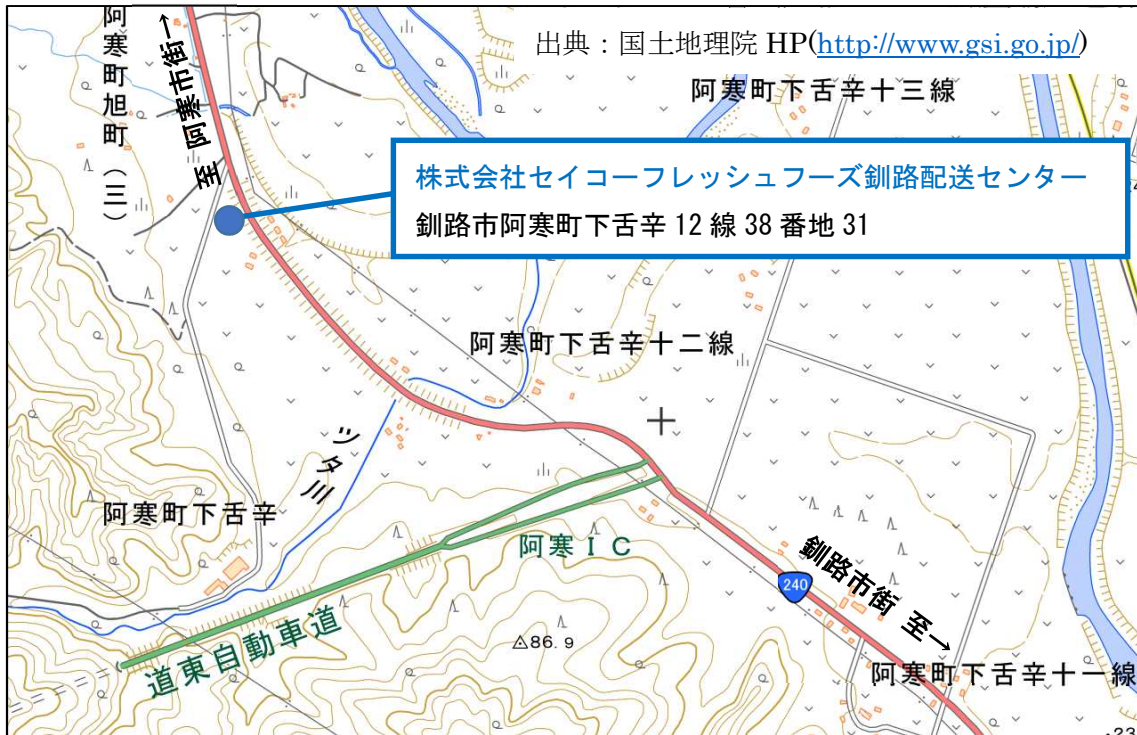 出典：国土地理院 HP(http://www.gsi.go.jp/)
阿寒町旭町（三）
至 阿寒市街→
阿寒町下舌辛十三線
株式会社セイコーフレッシュフーズ釧路配送センター
釧路市阿寒町下舌辛 12 線 38 番地 31
阿寒町下舌辛十二線
ツタ川
阿寒町下舌辛
阿寒ＩＣ
240
釧路市街 至→
△86.9
道東自動車道
阿寒町下舌辛十一線